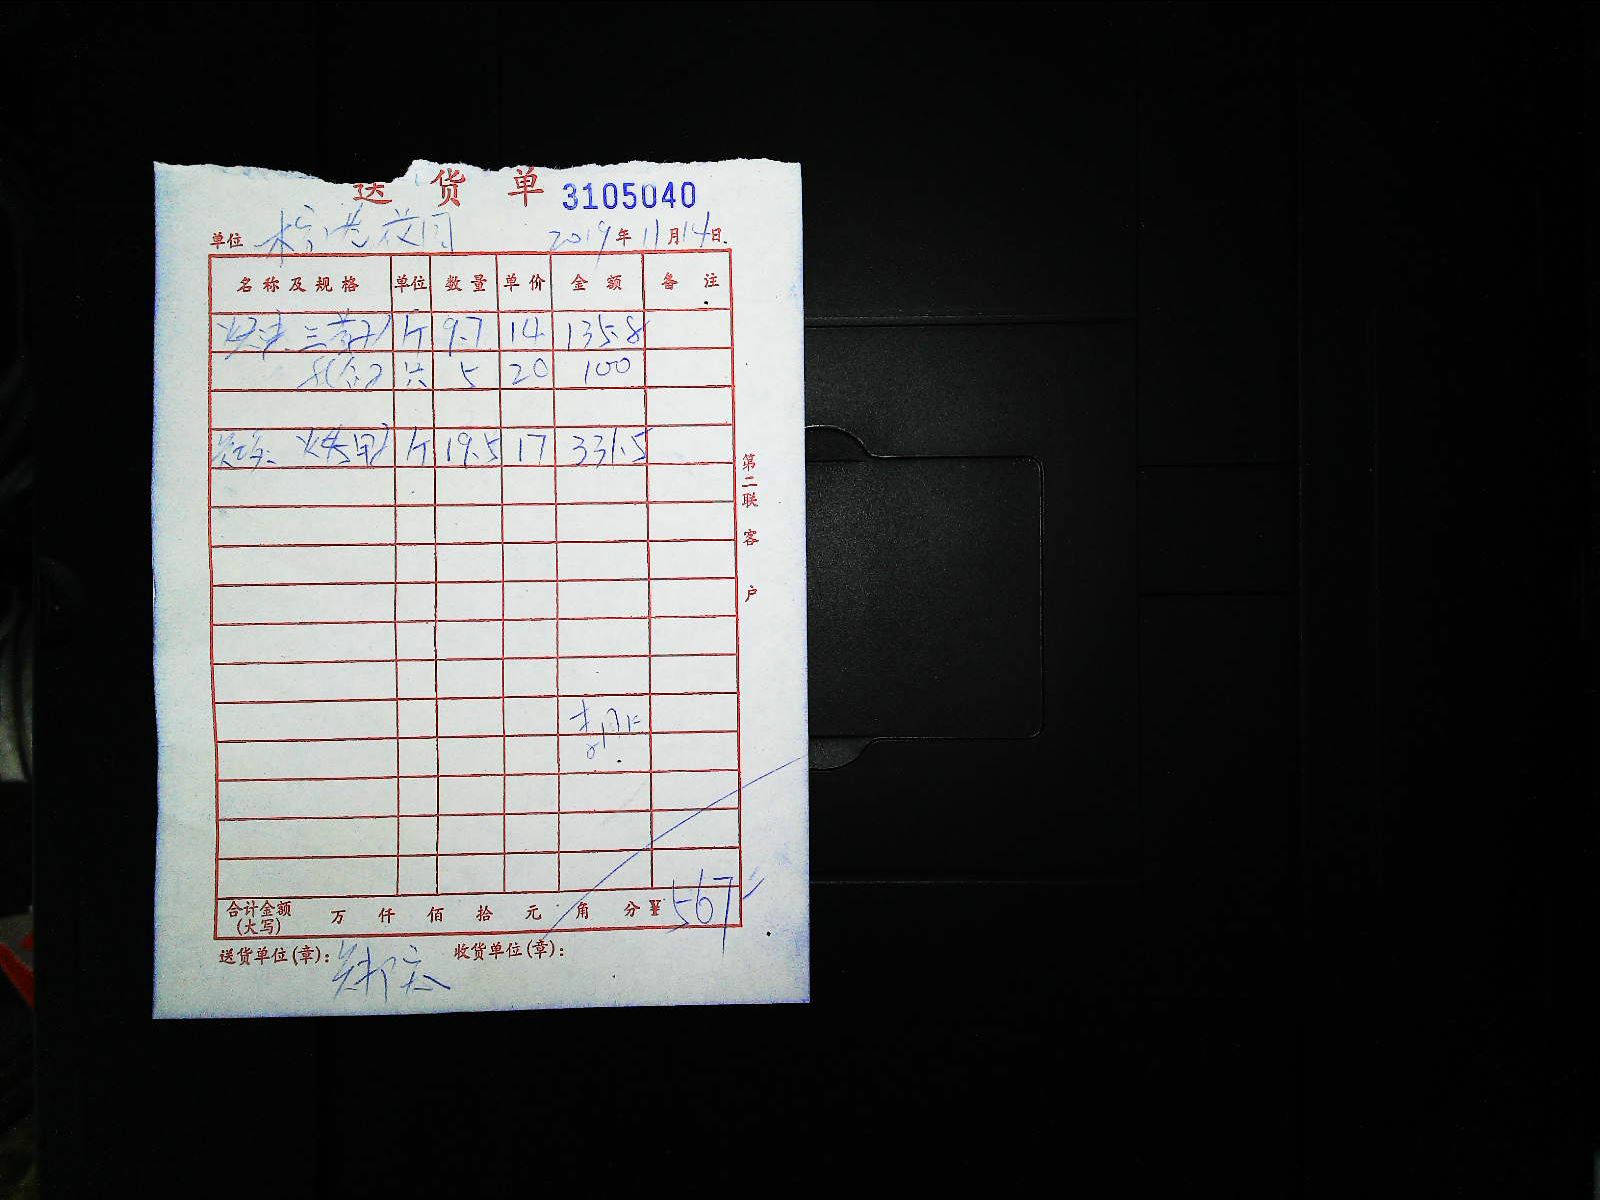 送货单 3105040
单位 花园 2019年11月14日
名称及规格 单位 数量 单价 金额 备注
斤 9.7 14 135.8
只 5 20 100
斤 19.5 17 331.5
第二联 客户
合计金额(大写) 万 仟 佰 拾 元 角 分 ¥ 567
送货单位(章): 收货单位(章):